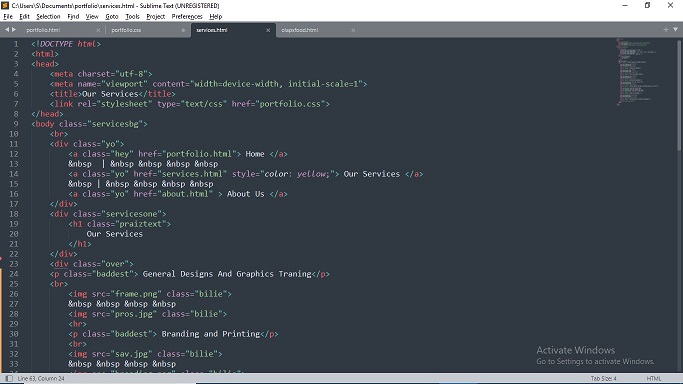 C:\Users\S\Documents\portfolio\services.html - Sublime Text (UNREGISTERED)
File Edit Selection Find View Goto Tools Project Preferences Help
portfolio.html portfolio.css services.html olapsfood.html
1 <!DOCTYPE html>
2 <html>
3 <head>
4 <meta charset="utf-8">
5 <meta name="viewport" content="width=device-width, initial-scale=1">
6 <title>Our Services</title>
7 <link rel="stylesheet" type="text/css" href="portfolio.css">
8 </head>
9 <body class="servicesbg">
10 <br>
11 <div class="yo">
12 <a class="hey" href="portfolio.html"> Home </a>
13 &nbsp | &nbsp &nbsp &nbsp
14 <a class="yo" href="services.html" style="color: yellow;"> Our Services </a>
15 &nbsp | &nbsp &nbsp &nbsp &nbsp
16 <a class="yo" href="about.html" > About Us </a>
17 </div>
18 <div class="servicesone">
19 <h1 class="praiztext">
20 Our Services
21 </h1>
22 </div>
23 <div class="over">
24 <p class="baddest"> General Designs And Graphics Traning</p>
25 <br>
26 <img src="frame.png" class="bilie">
27 &nbsp &nbsp &nbsp &nbsp
28 <img src="pros.jpg" class="bilie">
29 <hr>
30 <p class="baddest"> Branding and Printing</p>
31 <br>
32 <img src="sav.jpg" class="bilie">
33 &nbsp &nbsp &nbsp &nbsp
Activate Windows
Go to Settings to activate Windows.
Line 63, Column 24 Tab Size: 4 HTML